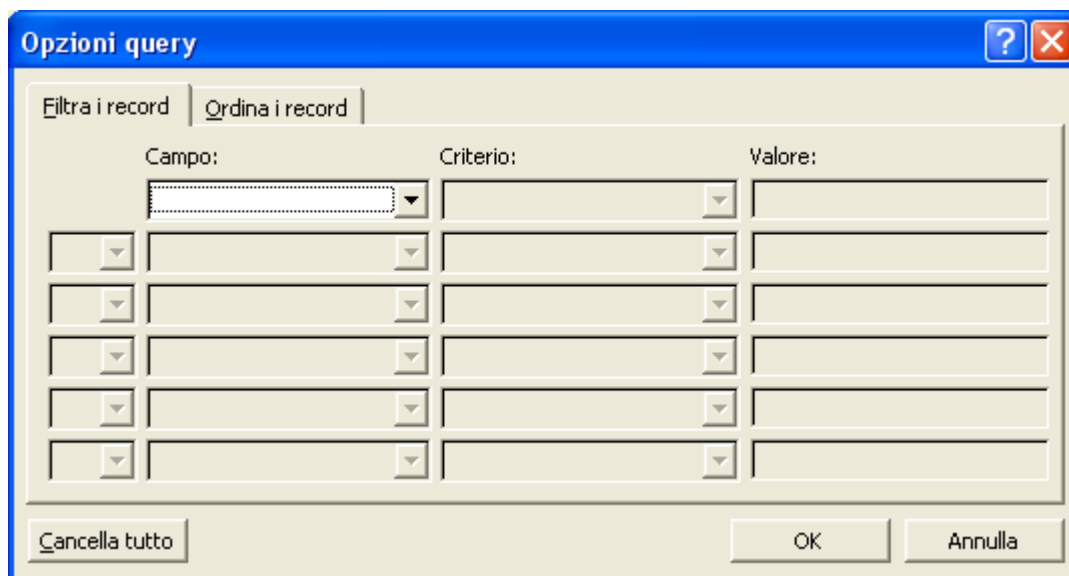 Opzioni query
Filtra i record Ordina i record
Campo: Criterio: Valore:
Cancella tutto OK Annulla